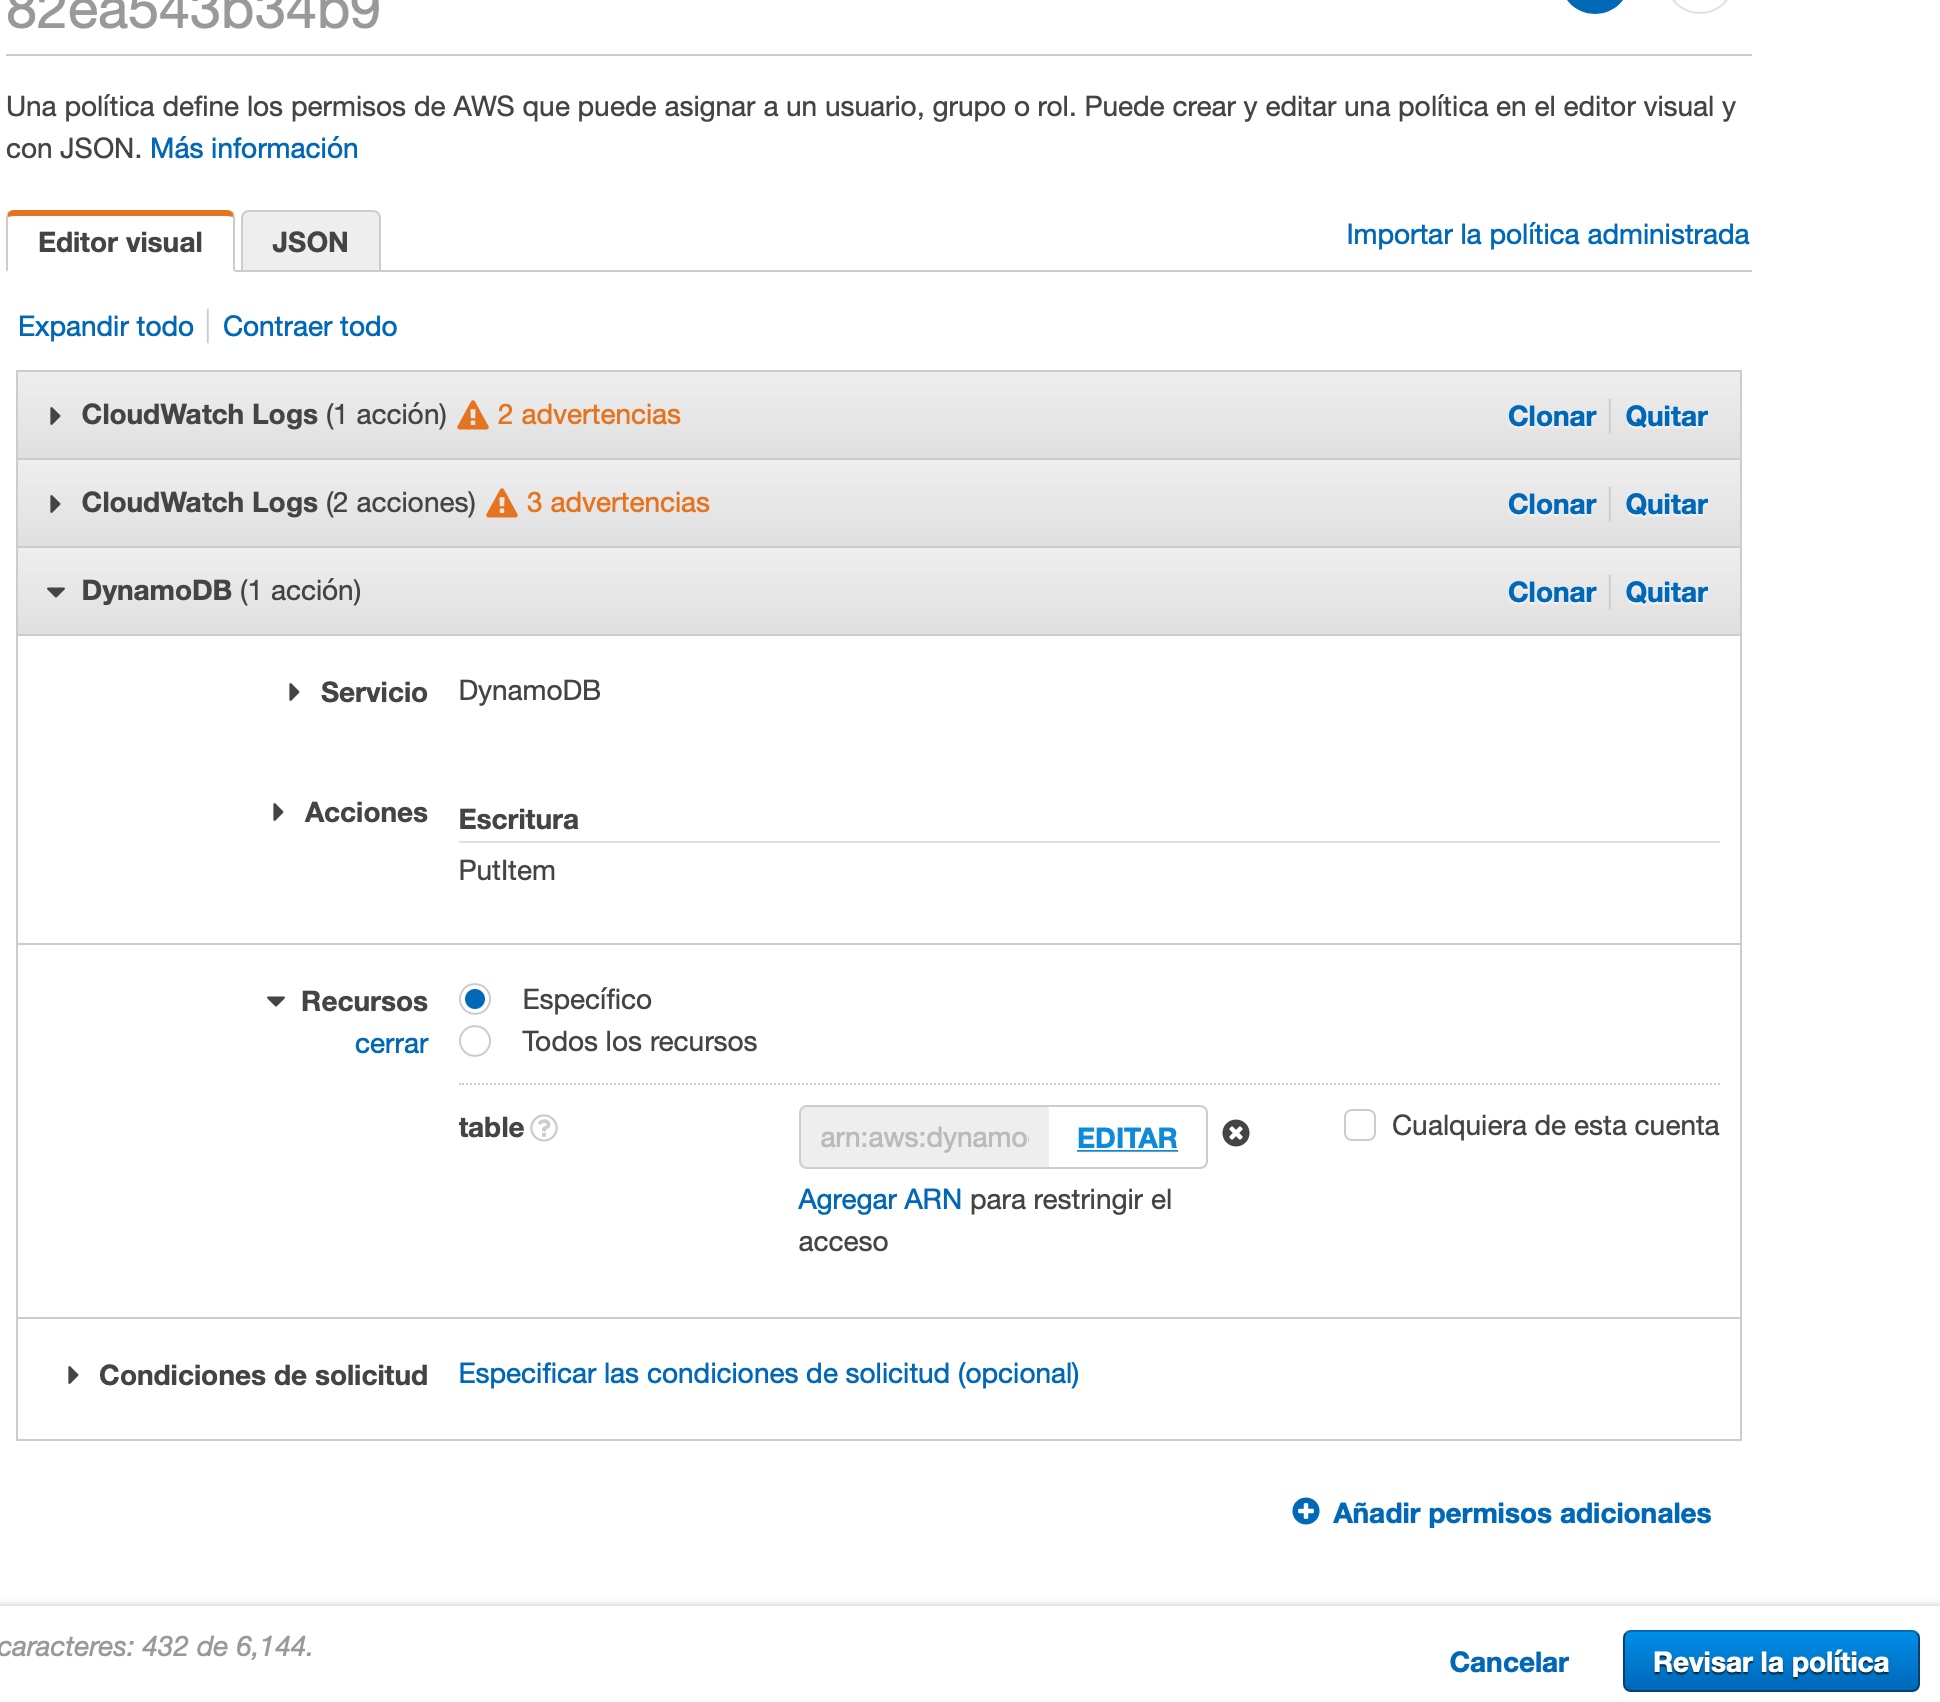 82ea543b34b9
Una política define los permisos de AWS que puede asignar a un usuario, grupo o rol. Puede crear y editar una política en el editor visual y
con JSON. Más información
Editor visual
JSON
Importar la política administrada
Expandir todo
Contraer todo
CloudWatch Logs (1 acción) 2 advertencias
Clonar
Quitar
CloudWatch Logs (2 acciones) 3 advertencias
Clonar
Quitar
DynamoDB (1 acción)
Clonar
Quitar
Servicio
DynamoDB
Acciones
Escritura
PutItem
Recursos
cerrar
Específico
Todos los recursos
table
arn:aws:dynamo
EDITAR
Cualquiera de esta cuenta
Agregar ARN para restringir el
acceso
Condiciones de solicitud
Especificar las condiciones de solicitud (opcional)
Añadir permisos adicionales
caracteres: 432 de 6,144.
Cancelar
Revisar la política